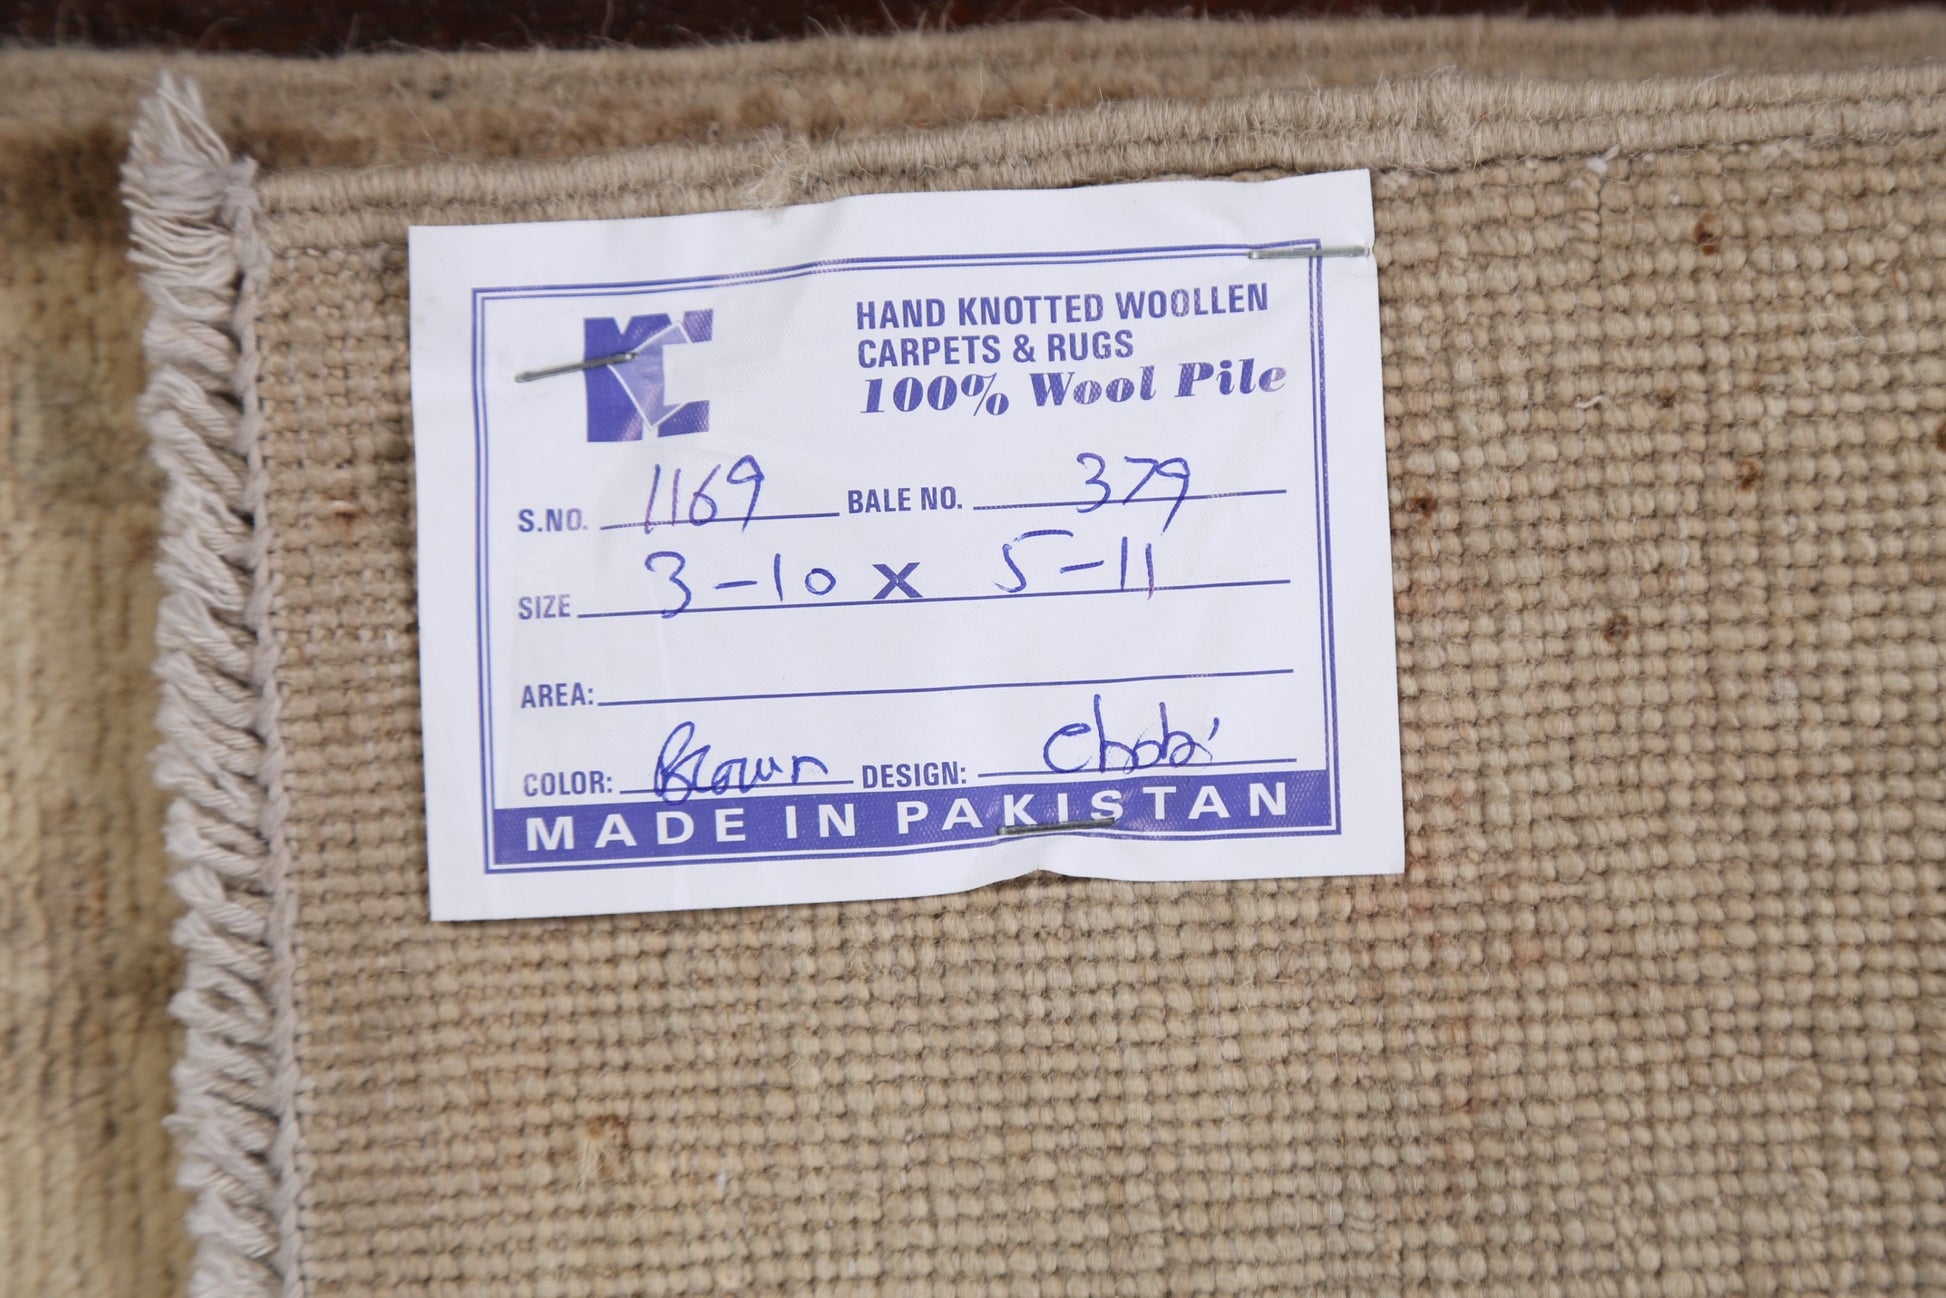 HAND KNOTTED WOOLLEN
CARPETS & RUGS
100% Wool Pile
S.NO. 1169 BALE NO. 379
SIZE 3-10 X 5-11
AREA:
COLOR: Brown DESIGN: Chobi
MADE IN PAKISTAN